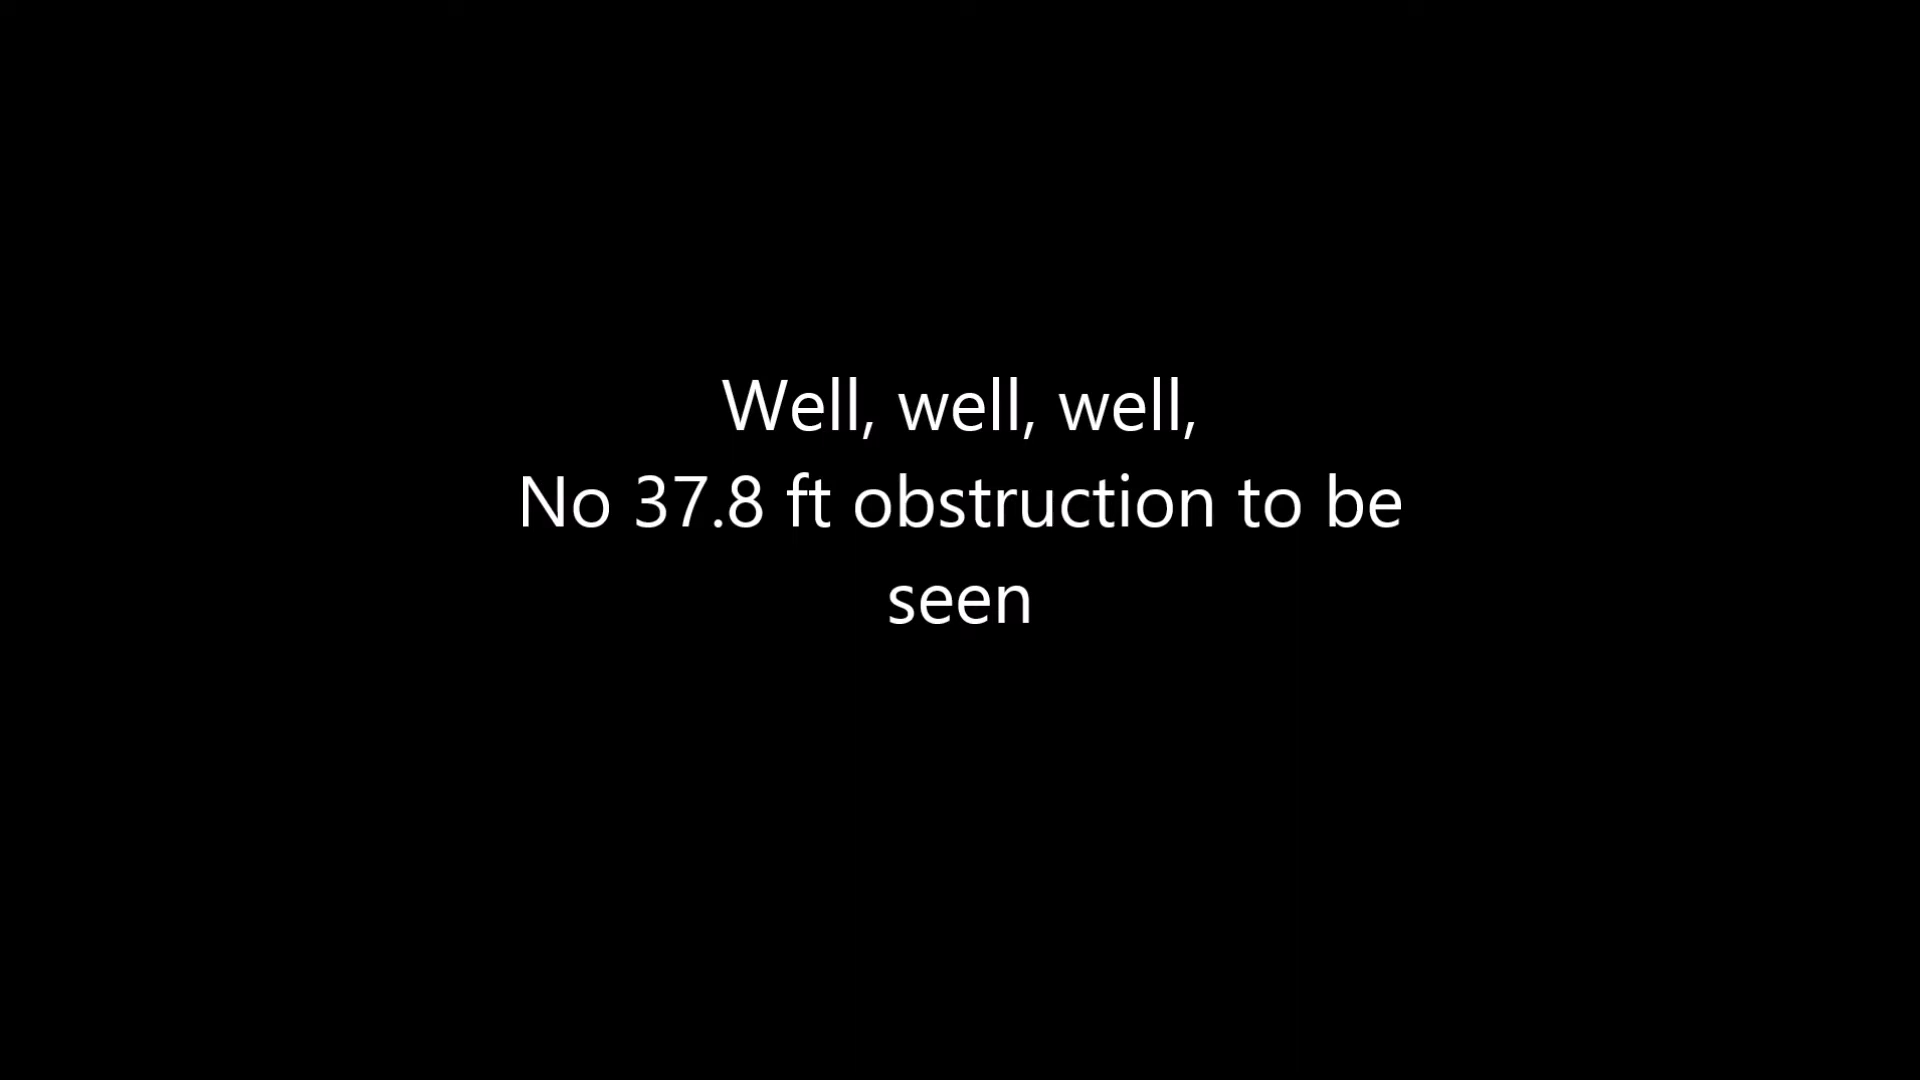 Well, well, well,
No 37.8 ft obstruction to be
seen